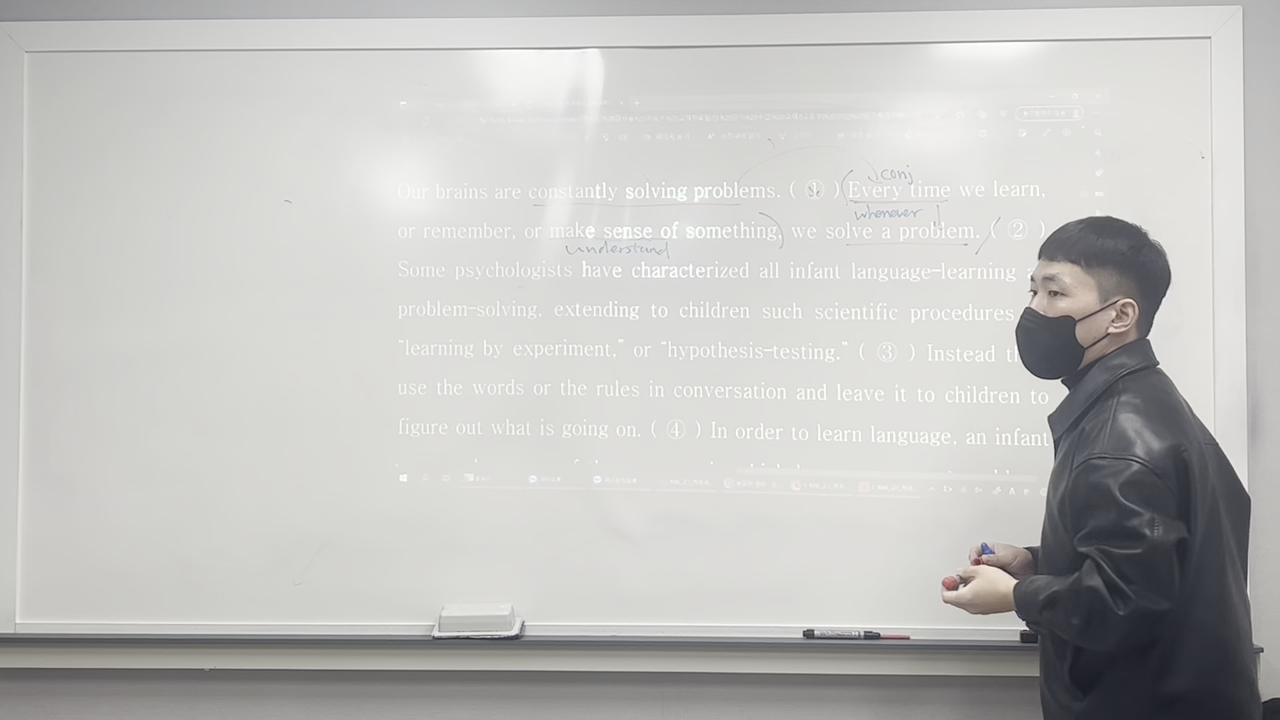 conj
Our brains are constantly solving problems. ( ① ) Every time we learn,
whenever
or remember, or make sense of something, we solve a problem. ( ② )
understand
Some psychologists have characterized all infant language-learning
problem-solving, extending to children such scientific procedures
“learning by experiment,” or “hypothesis-testing.” ( ③ ) Instead
use the words or the rules in conversation and leave it to children to
figure out what is going on. ( ④ ) In order to learn language, an infant